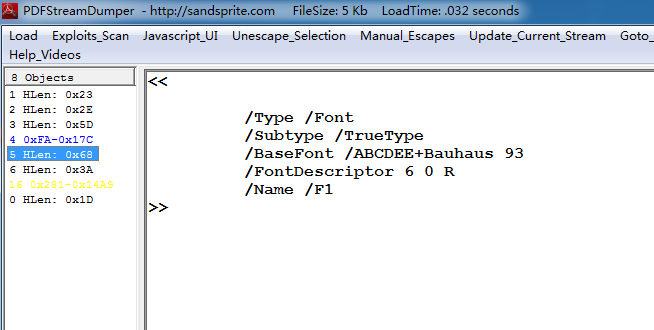 PDFStreamDumper - http://sandsprite.com FileSize: 5 Kb LoadTime: .032 seconds
Load Exploits_Scan Javascript_UI Unescape_Selection Manual_Escapes Update_Current_Stream Goto_
Help_Videos
8 Objects
1 HLen: 0x23
2 HLen: 0x2E
3 HLen: 0x5D
4 0xFA-0x17C
5 HLen: 0x68
6 HLen: 0x3A
16 0x281-0x14A9
0 HLen: 0x1D
<<
/Type /Font
/Subtype /TrueType
/BaseFont /ABCDEE+Bauhaus 93
/FontDescriptor 6 0 R
/Name /F1
>>